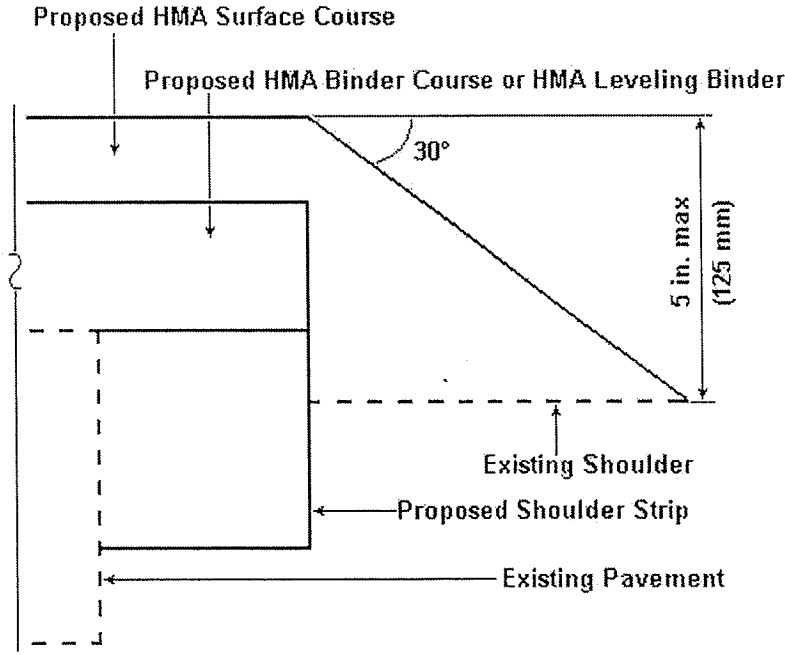 Proposed HMA Surface Course
Proposed HMA Binder Course or HMA Leveling Binder
30°
5 in. max
(125 mm)
Existing Shoulder
Proposed Shoulder Strip
Existing Pavement